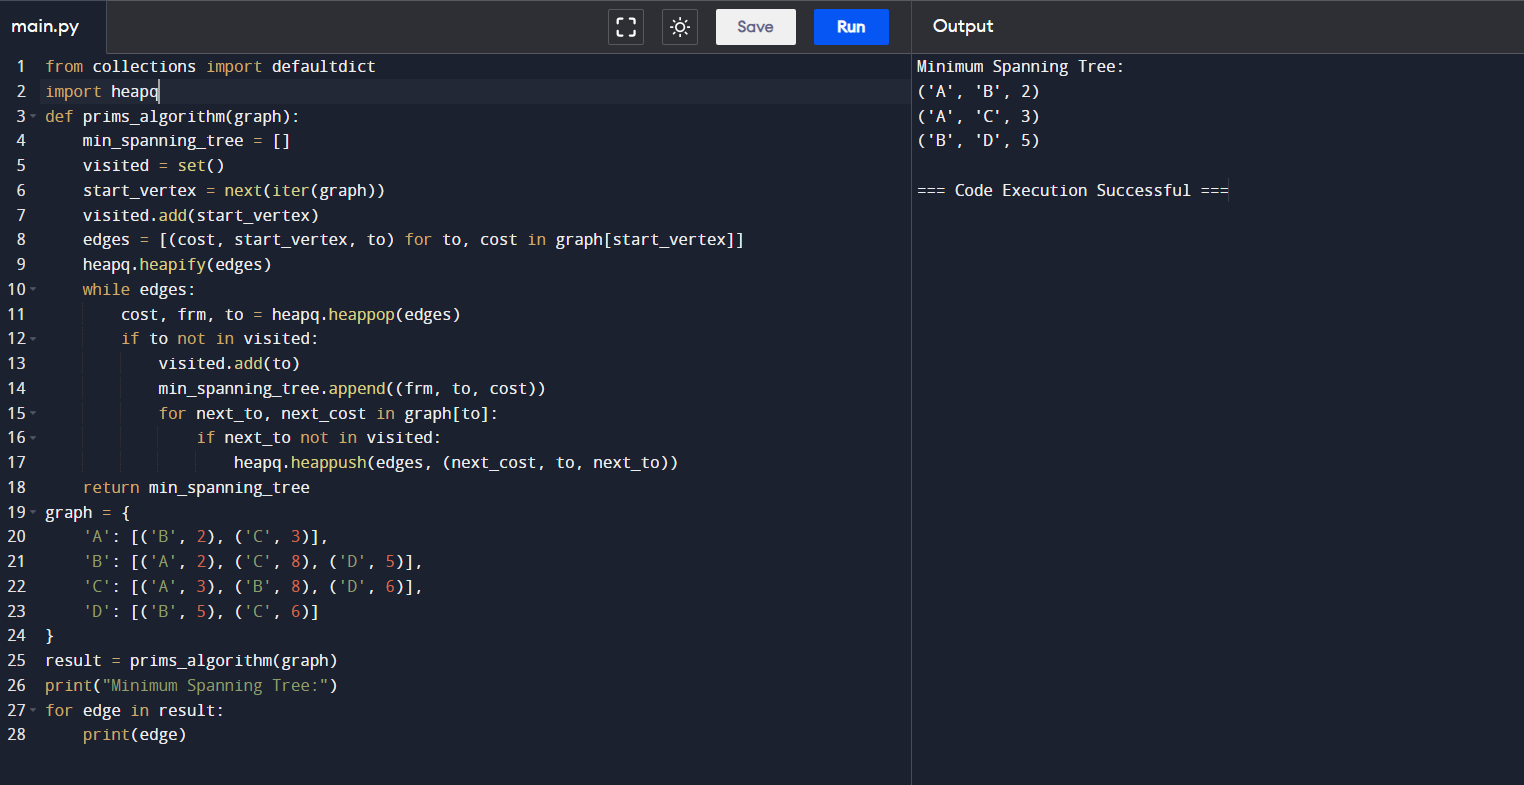 main.py
Save
Run
Output
1 from collections import defaultdict
2 import heapq
3 def prims_algorithm(graph):
4     min_spanning_tree = []
5     visited = set()
6     start_vertex = next(iter(graph))
7     visited.add(start_vertex)
8     edges = [(cost, start_vertex, to) for to, cost in graph[start_vertex]]
9     heapq.heapify(edges)
10     while edges:
11         cost, frm, to = heapq.heappop(edges)
12         if to not in visited:
13             visited.add(to)
14             min_spanning_tree.append((frm, to, cost))
15             for next_to, next_cost in graph[to]:
16                 if next_to not in visited:
17                     heapq.heappush(edges, (next_cost, to, next_to))
18     return min_spanning_tree
19 graph = {
20     'A': [('B', 2), ('C', 3)],
21     'B': [('A', 2), ('C', 8), ('D', 5)],
22     'C': [('A', 3), ('B', 8), ('D', 6)],
23     'D': [('B', 5), ('C', 6)]
24 }
25 result = prims_algorithm(graph)
26 print("Minimum Spanning Tree:")
27 for edge in result:
28     print(edge)
Minimum Spanning Tree:
('A', 'B', 2)
('A', 'C', 3)
('B', 'D', 5)
=== Code Execution Successful ===